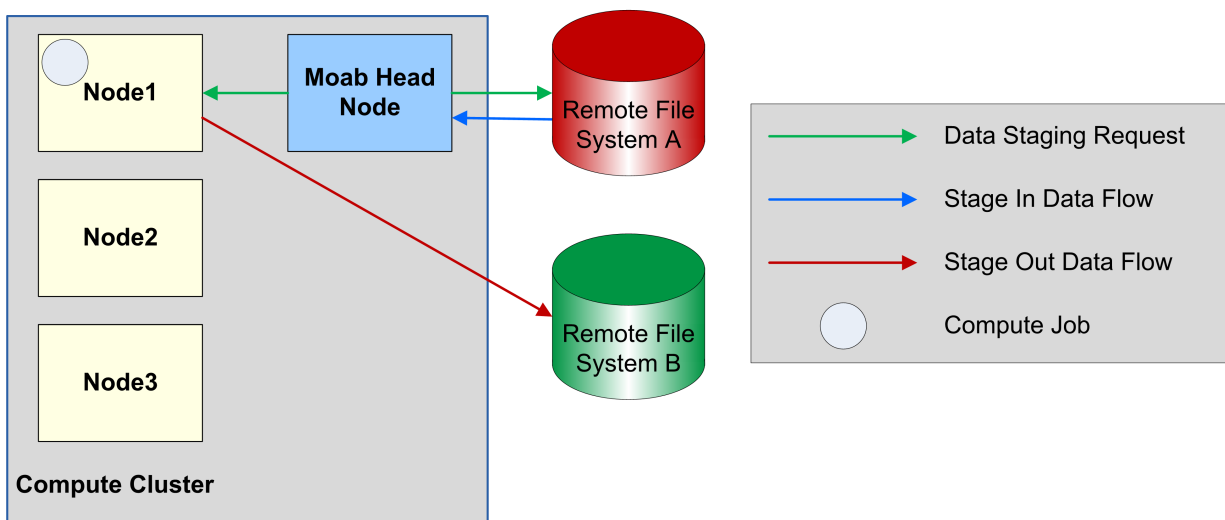 Node1
Moab Head
Node
Remote File
System A
Node2
Node3
Compute Cluster
Remote File
System B
Data Staging Request
Stage In Data Flow
Stage Out Data Flow
Compute Job